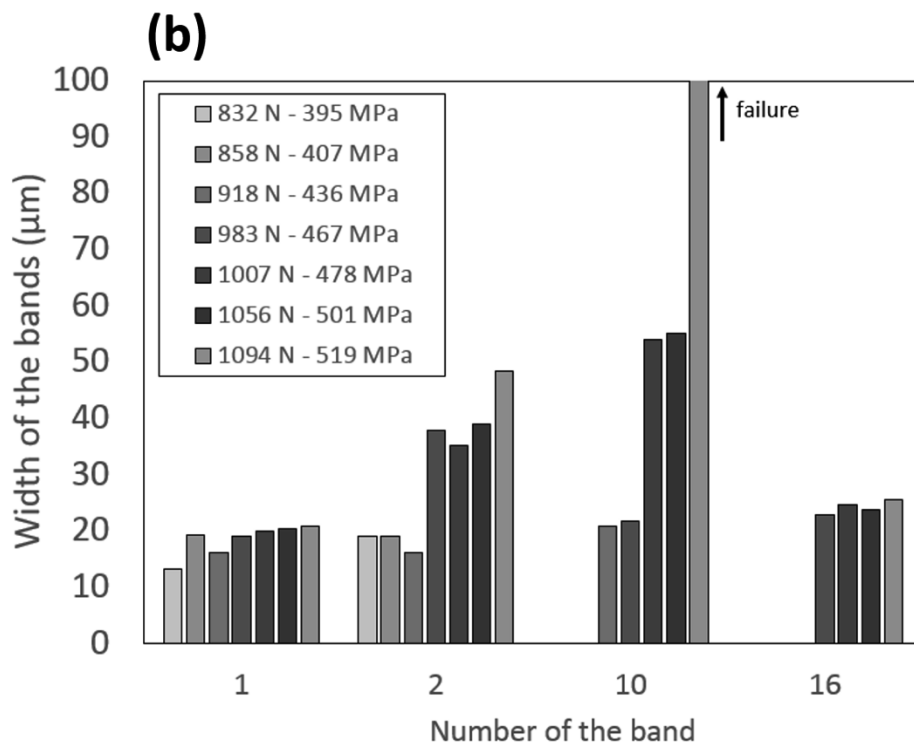 (b)
Width of the bands (μm)
100
90
80
70
60
50
40
30
20
10
0
832 N - 395 MPa
858 N - 407 MPa
918 N - 436 MPa
983 N - 467 MPa
1007 N - 478 MPa
1056 N - 501 MPa
1094 N - 519 MPa
failure
1 2 10 16
Number of the band